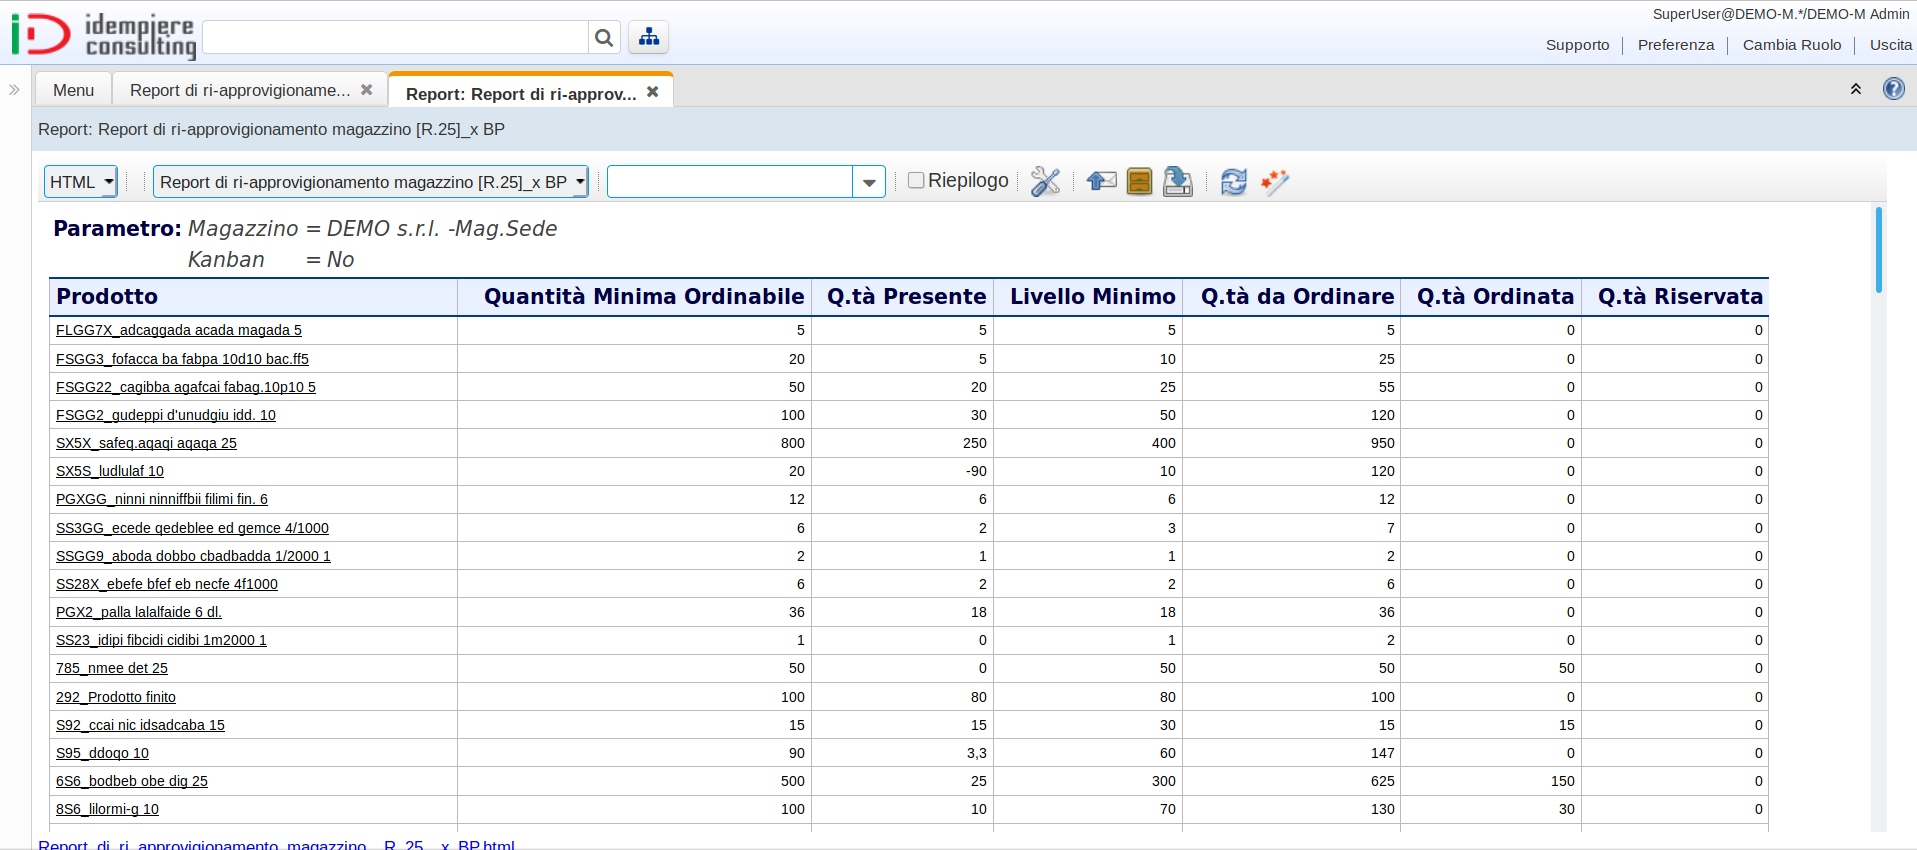 SuperUser@DEMO-M.*/DEMO-M Admin
iD idempiere consulting
Supporto | Preferenza | Cambia Ruolo | Uscita
Menu Report di ri-approvigioname... Report: Report di ri-approv...
Report: Report di ri-approvigionamento magazzino [R.25]_x BP
HTML Report di ri-approvigionamento magazzino [R.25]_x BP Riepilogo
Parametro: Magazzino = DEMO s.r.l. -Mag.Sede
Kanban = No
Prodotto Quantità Minima Ordinabile Q.tà Presente Livello Minimo Q.tà da Ordinare Q.tà Ordinata Q.tà Riservata
FLGG7X_adcaggada acada magada 5 5 5 5 5 0 0
FSGG3_fofacca ba fabpa 10d10 bac.ff5 20 5 10 25 0 0
FSGG22_cagibba agafcai fabag.10p10 5 50 20 25 55 0 0
FSGG2_gudeppi d'unudgiu idd. 10 100 30 50 120 0 0
SX5X_safeq.aqaqi aqaqa 25 800 250 400 950 0 0
SX5S_ludlulaf 10 20 -90 10 120 0 0
PGXGG_ninni ninniffbii filimi fin. 6 12 6 6 12 0 0
SS3GG_ecede qedeblee ed gemce 4/1000 6 2 3 7 0 0
SSGG9_aboda dobbo cbadbadda 1/2000 1 2 1 1 2 0 0
SS28X_ebefe bfef eb necfe 4f1000 6 2 2 6 0 0
PGX2_palla lalalfaide 6 dl. 36 18 18 36 0 0
SS23_idipi fibcidi cidibi 1m2000 1 1 0 1 2 0 0
785_nmee det 25 50 0 50 50 50 0
292_Prodotto finito 100 80 80 100 0 0
S92_ccai nic idsadcaba 15 15 15 30 15 15 0
S95_ddoqo 10 90 3,3 60 147 0 0
6S6_bodbeb obe dig 25 500 25 300 625 150 0
8S6_lilormi-g 10 100 10 70 130 30 0
Report_di_ri_approvigionamento_magazzino__R_25__x_BP.html